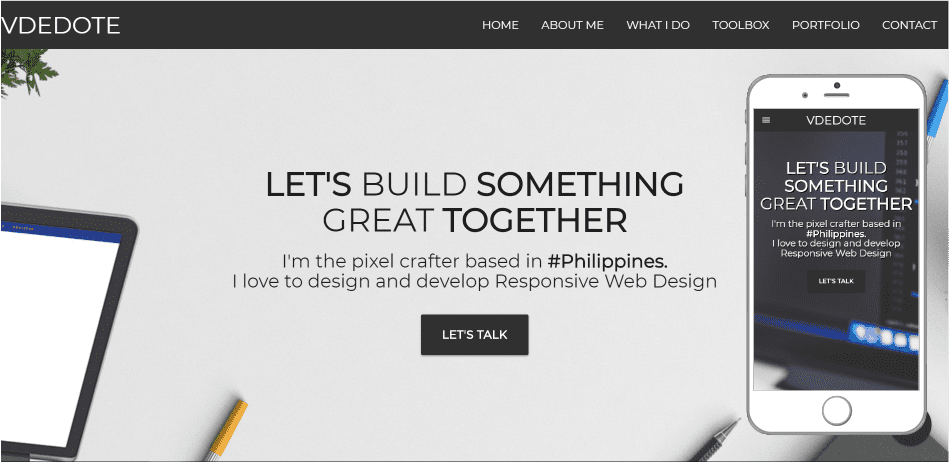 VDEDOTE
HOME ABOUT ME WHAT I DO TOOLBOX PORTFOLIO CONTACT
LET'S BUILD SOMETHING
GREAT TOGETHER
I'm the pixel crafter based in #Philippines.
I love to design and develop Responsive Web Design
LET'S TALK
VDEDOTE
LET'S BUILD
SOMETHING
GREAT TOGETHER
I'm the pixel crafter based in
#Philippines.
I love to design and develop
Responsive Web Design
LET'S TALK